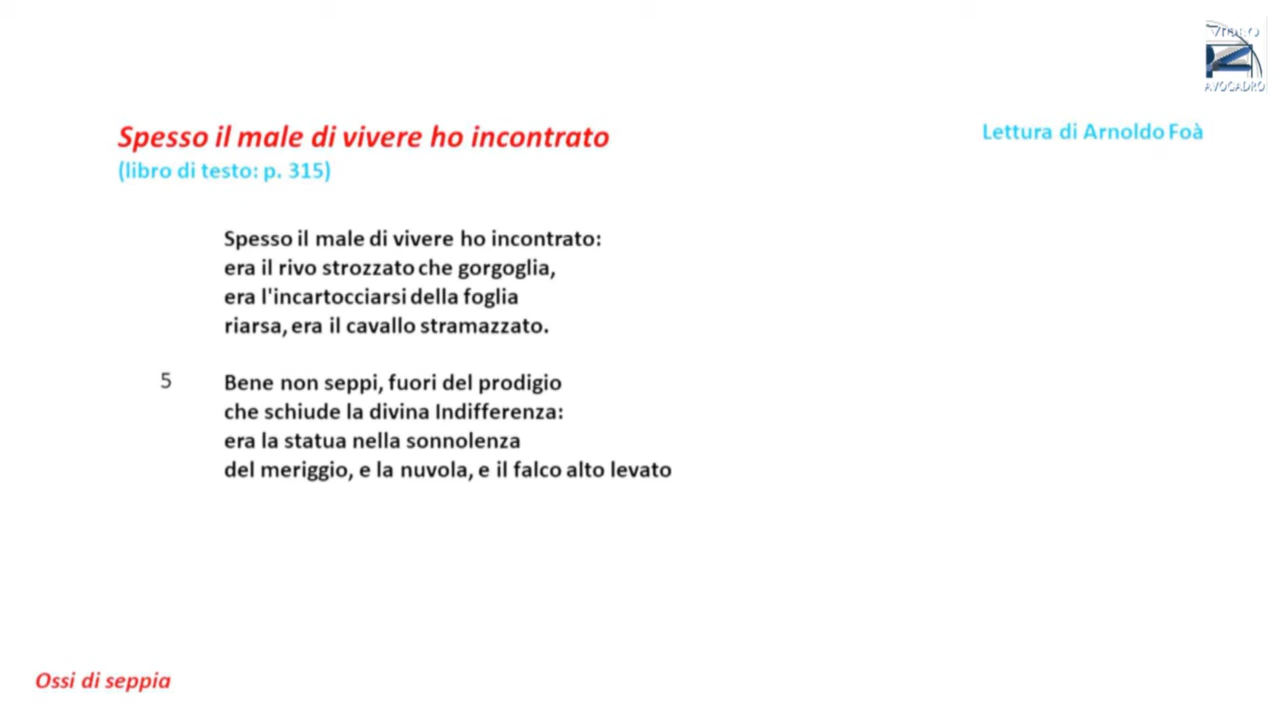 VIDEO
AVOGADRO
Spesso il male di vivere ho incontrato
Lettura di Arnoldo Foà
(libro di testo: p. 315)
Spesso il male di vivere ho incontrato:
era il rivo strozzato che gorgoglia,
era l'incartocciarsi della foglia
riarsa, era il cavallo stramazzato.
5 Bene non seppi, fuori del prodigio
che schiude la divina Indifferenza:
era la statua nella sonnolenza
del meriggio, e la nuvola, e il falco alto levato
Ossi di seppia